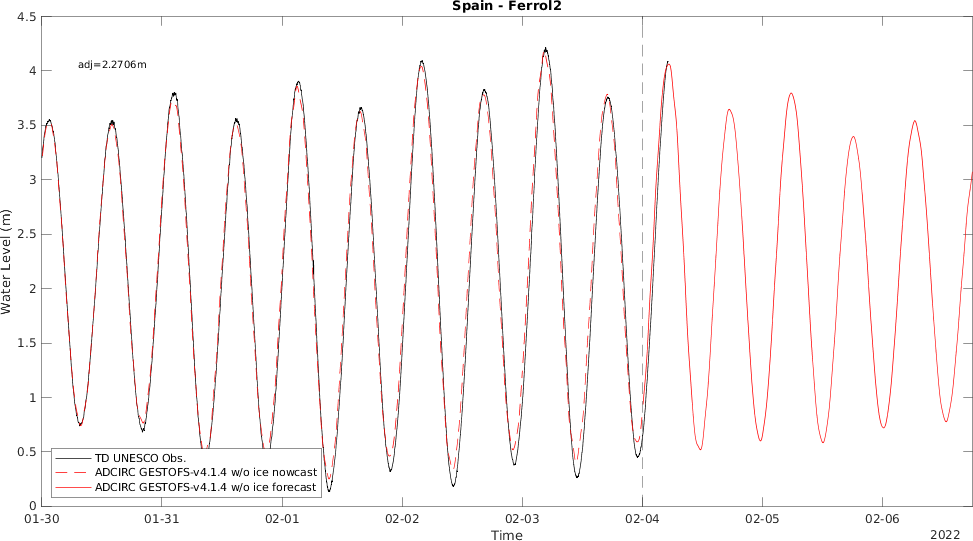 Spain - Ferrol2
4.5
adj=2.2706m
4
3.5
3
2.5
2
1.5
1
0.5
0
Water Level (m)
TD UNESCO Obs.
ADCIRC GESTOFS-v4.1.4 w/o ice nowcast
ADCIRC GESTOFS-v4.1.4 w/o ice forecast
01-30 01-31 02-01 02-02 02-03 02-04 02-05 02-06
Time
2022